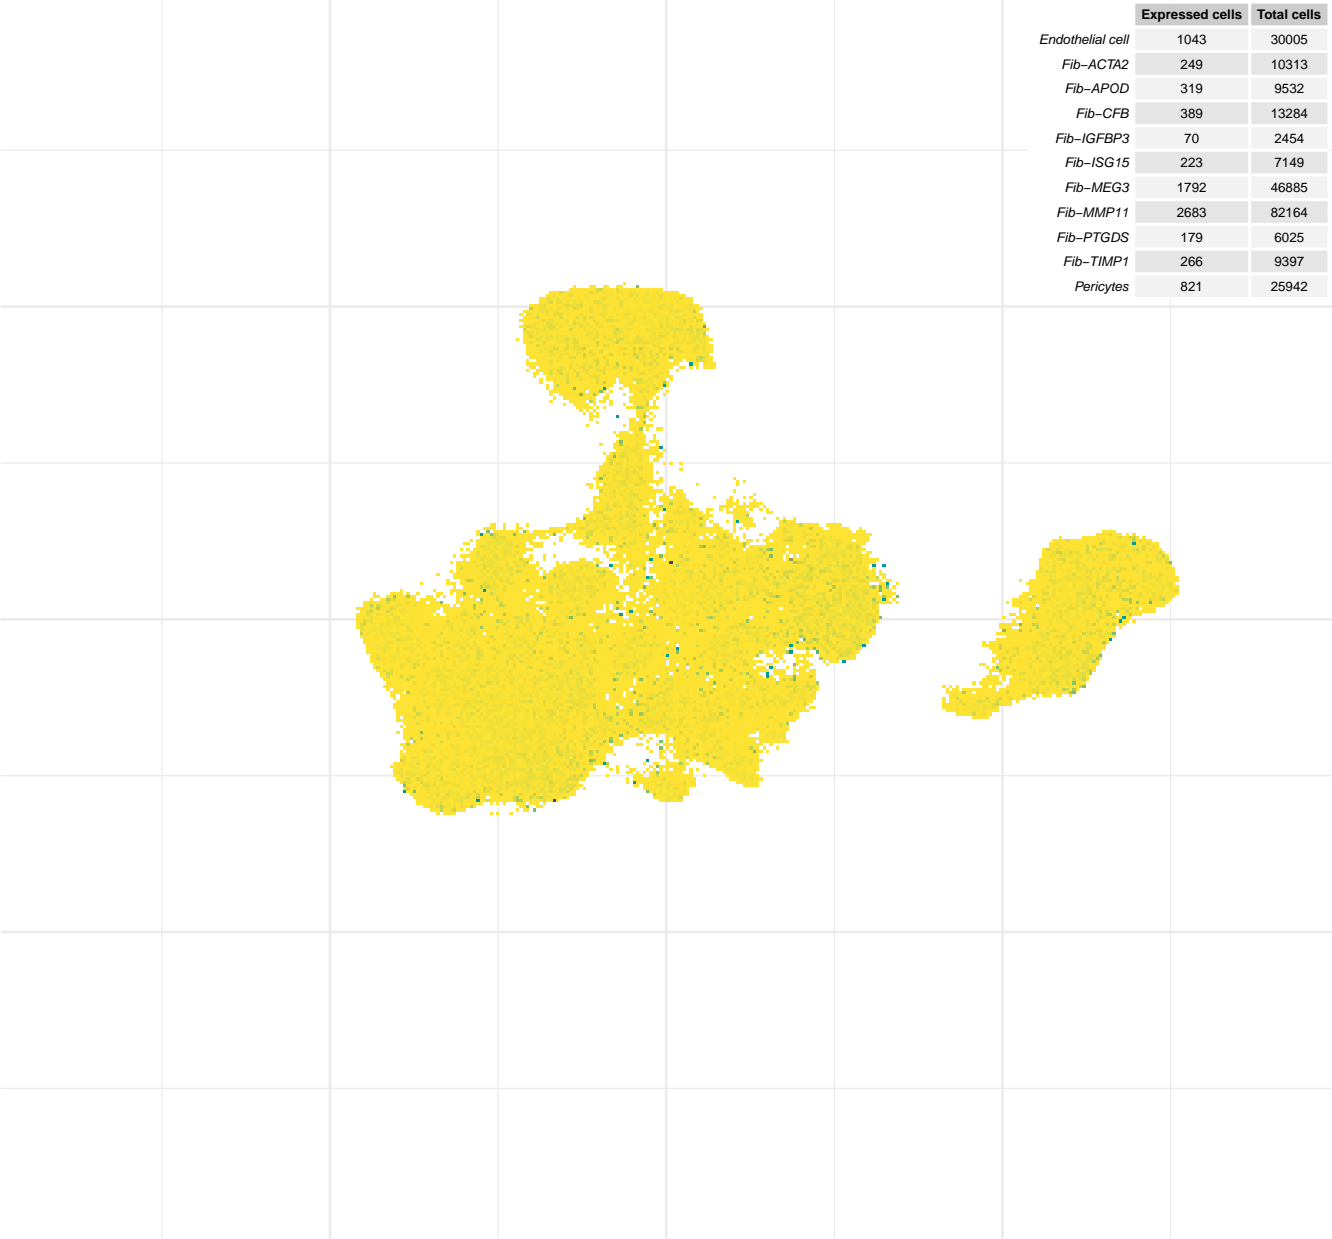 Expressed cells Total cells
Endothelial cell 1043 30005
Fib−ACTA2 249 10313
Fib−APOD 319 9532
Fib−CFB 389 13284
Fib−IGFBP3 70 2454
Fib−ISG15 223 7149
Fib−MEG3 1792 46885
Fib−MMP11 2683 82164
Fib−PTGDS 179 6025
Fib−TIMP1 266 9397
Pericytes 821 25942